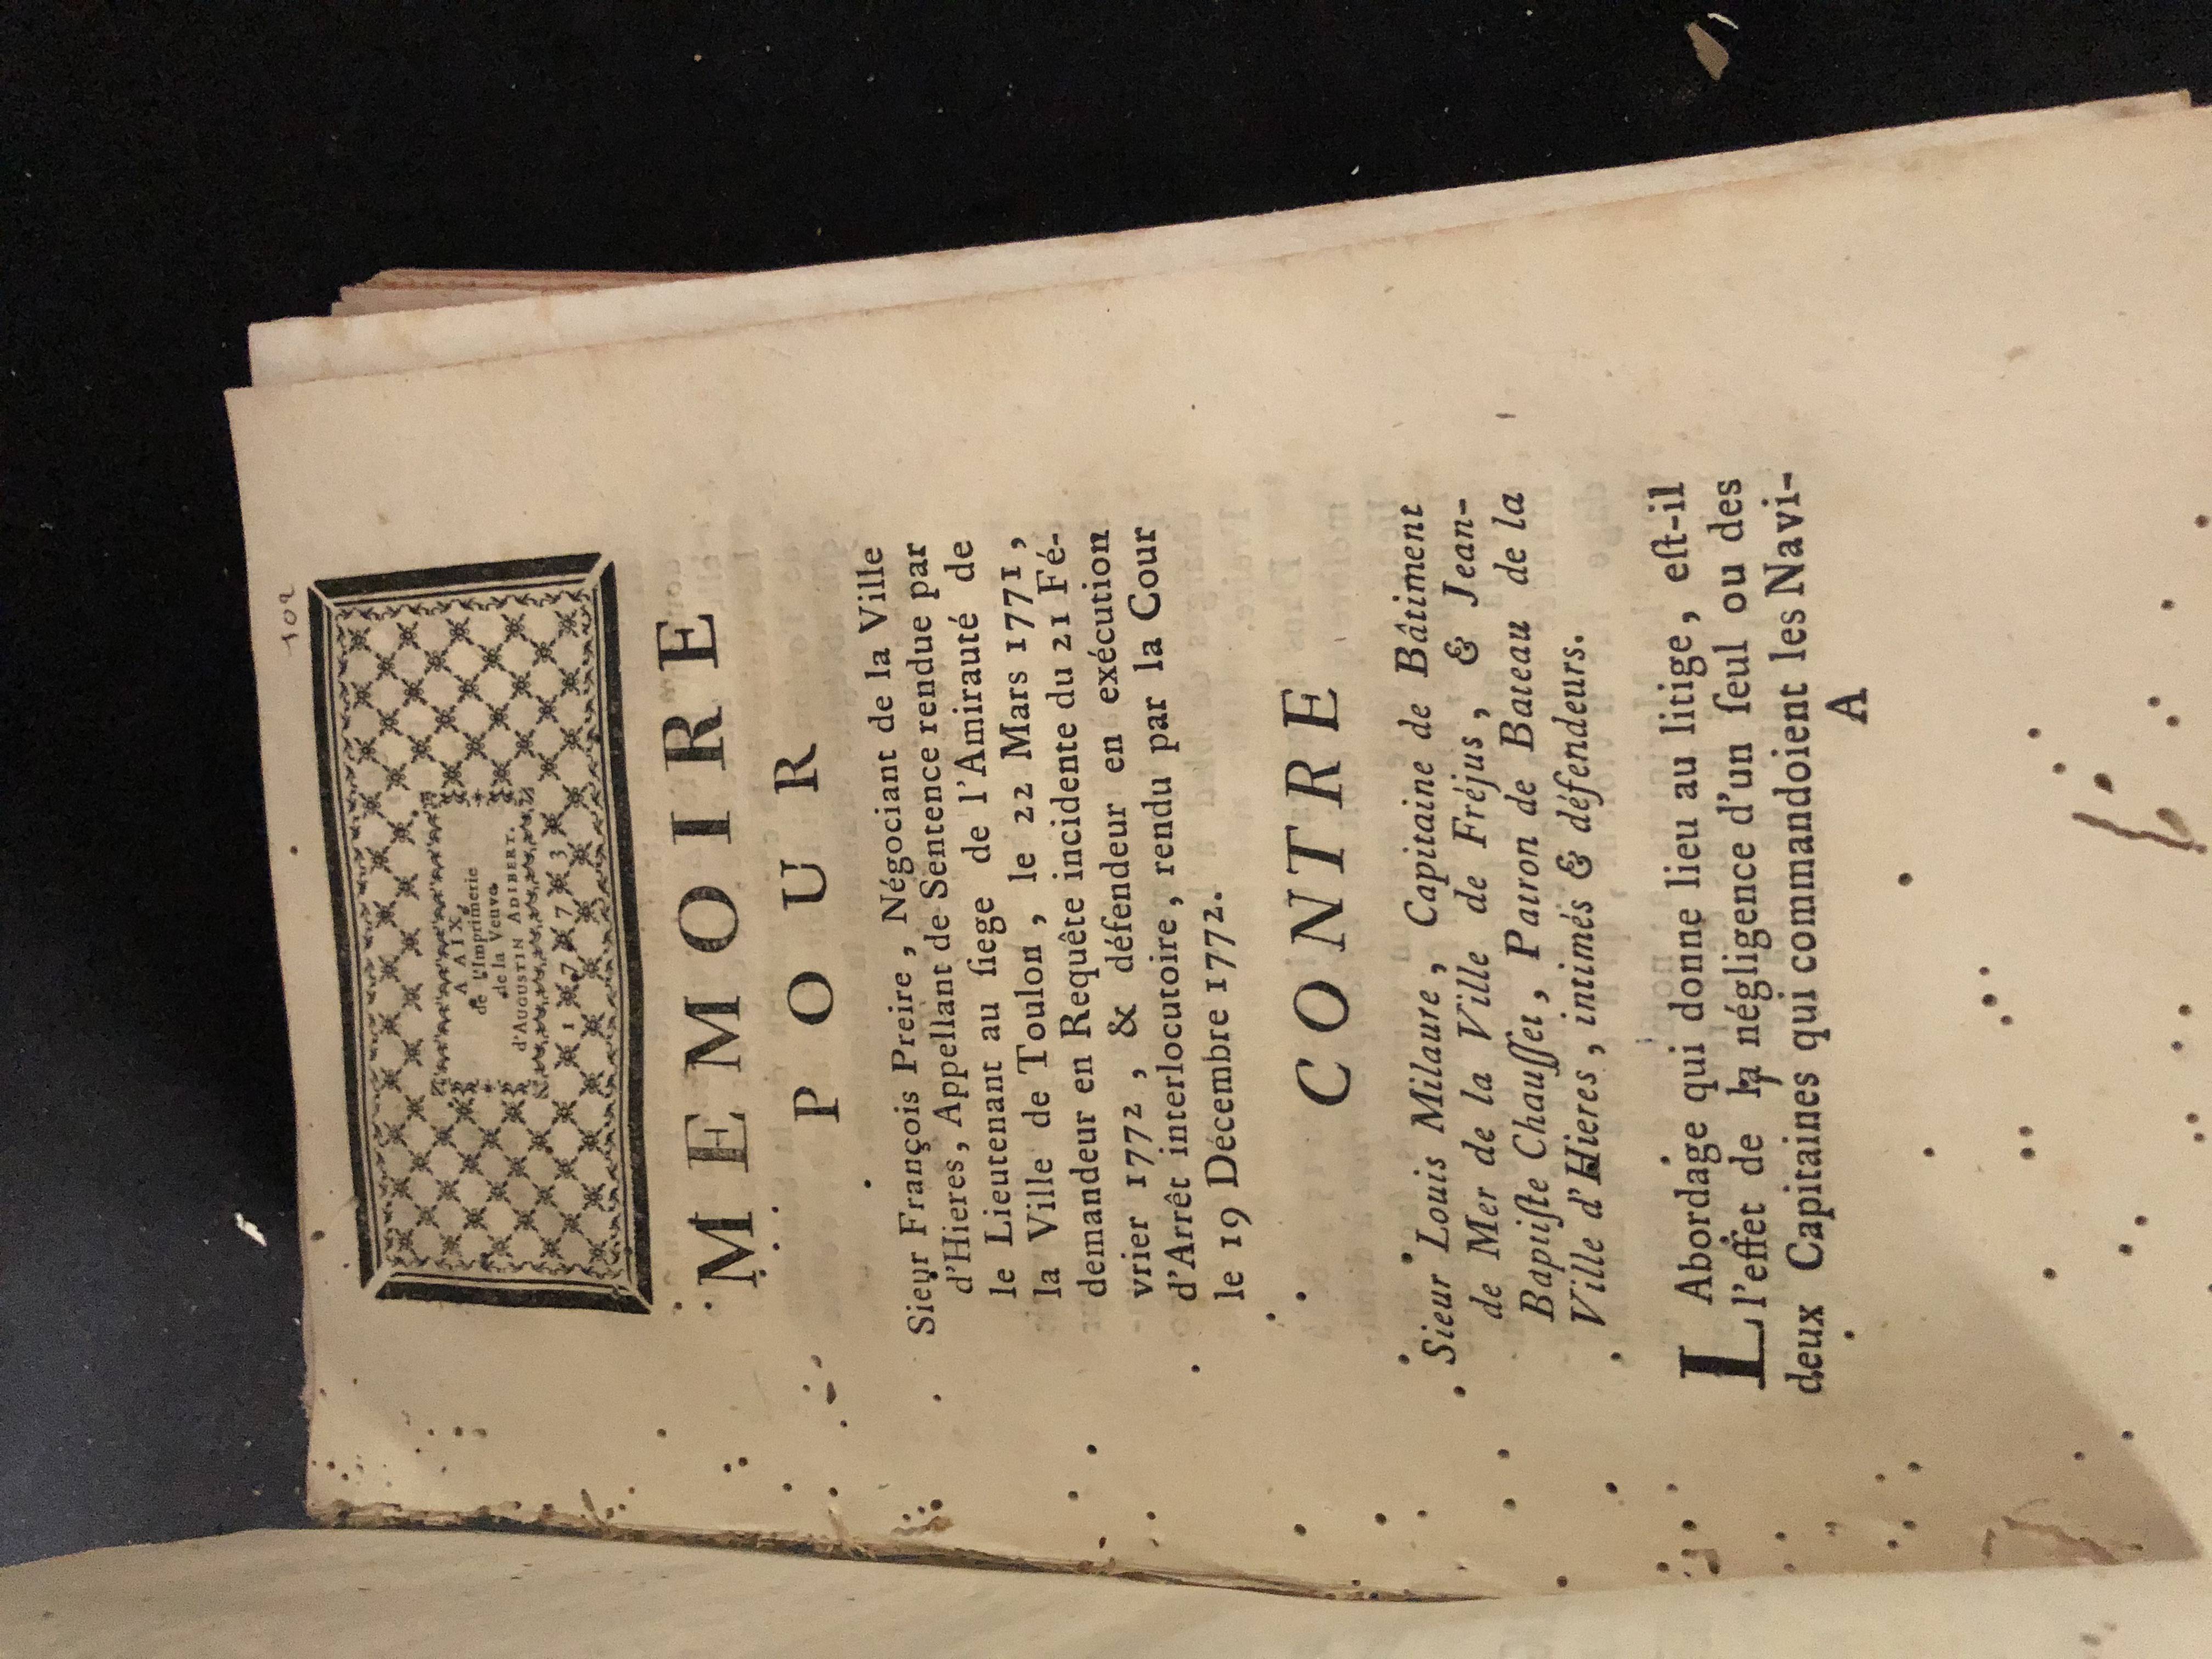 102
A AIX,
de l'Imprimerie
de la Veuve
d'AUGUSTIN ADIBERT.
1773
MEMOIRE
POUR
Sieur François Preire, Négociant de la Ville
d'Hieres, Appellant de Sentence rendue par
le Lieutenant au ſiege de l'Amirauté de
la Ville de Toulon, le 22 Mars 1771,
demandeur en Requête incidente du 21 Fé-
vrier 1772, & défendeur en exécution
d'Arrêt interlocutoire, rendu par la Cour
le 19 Décembre 1772.
CONTRE
Sieur Louis Milaure, Capitaine de Bâtiment
de Mer de la Ville de Fréjus, & Jean-
Baptiſte Chauſſet, Patron de Bateau de la
Ville d'Hieres, intimés & défendeurs.
L'Abordage qui donne lieu au litige, eſt-il
l'effet de la négligence d'un ſeul ou des
deux Capitaines qui commandoient les Navi-
A